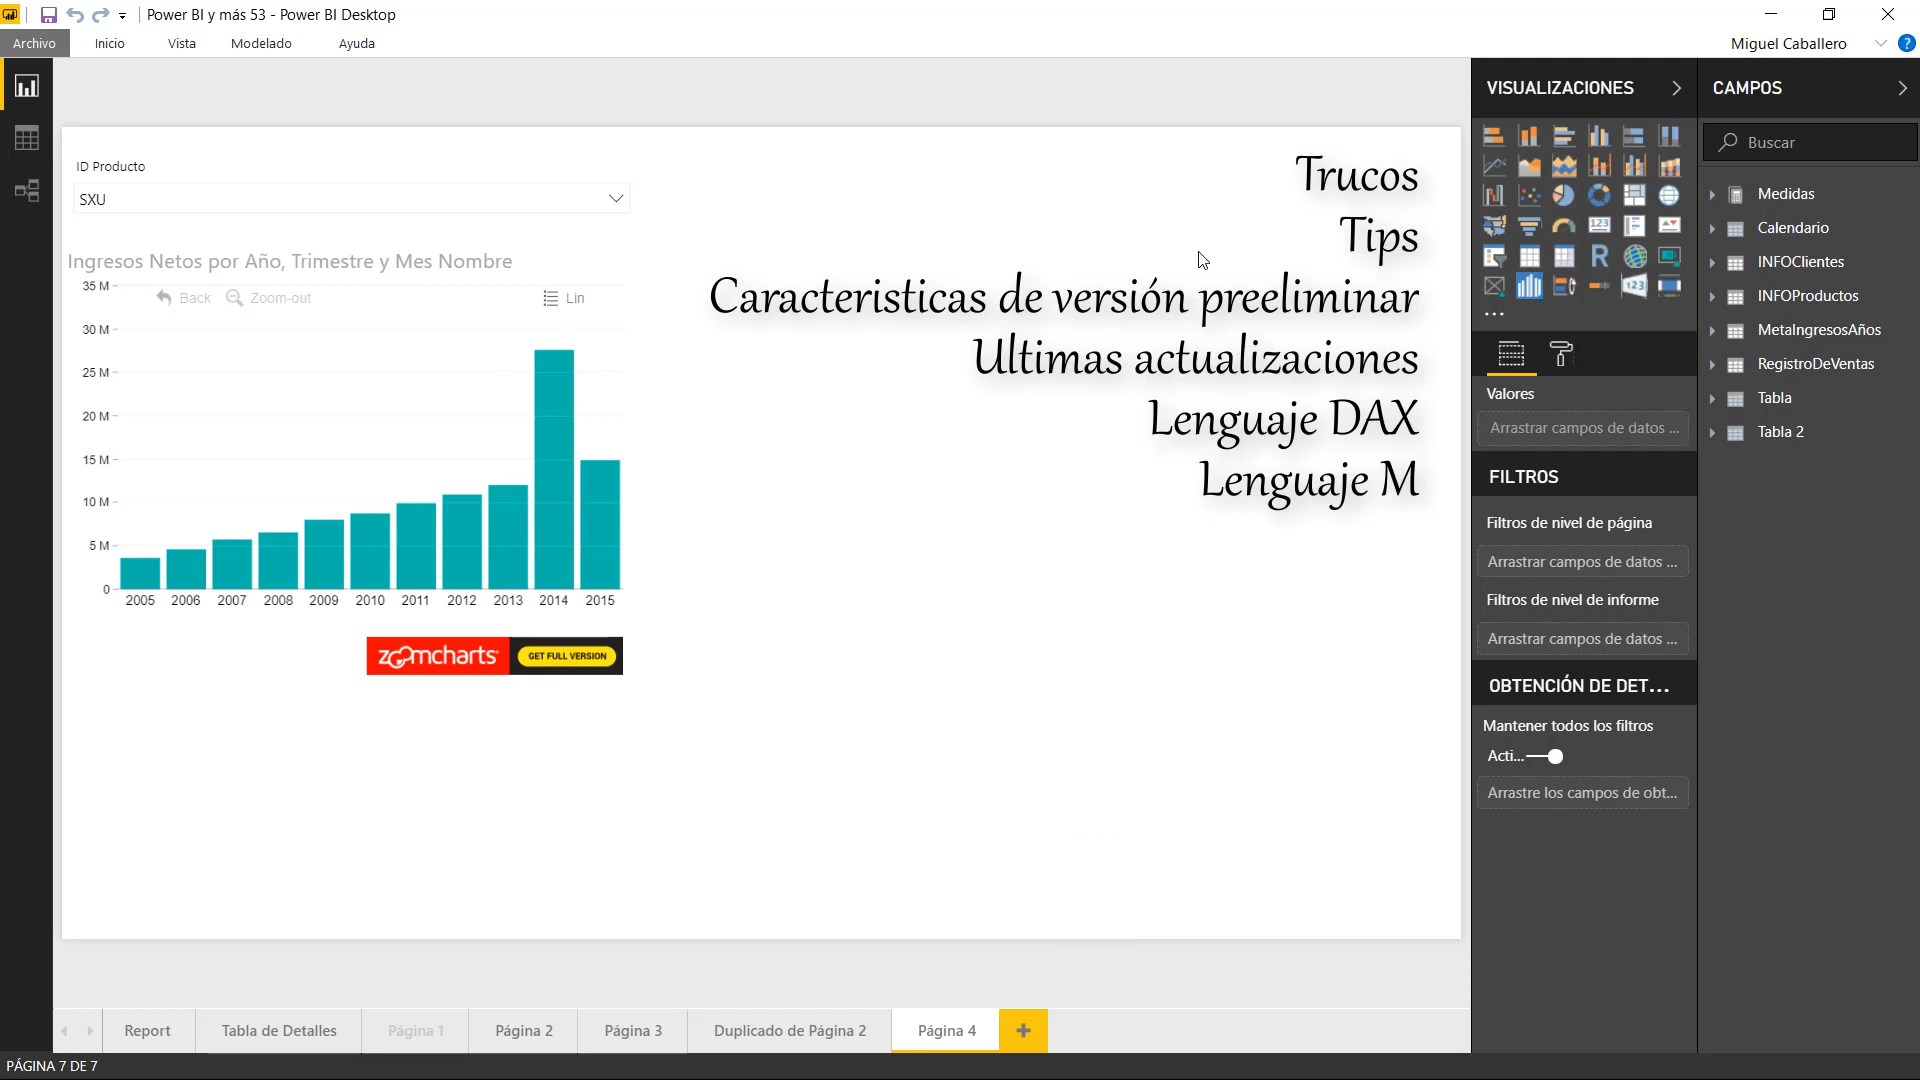 Power BI y más 53 - Power BI Desktop
Archivo Inicio Vista Modelado Ayuda
Miguel Caballero ?
ID Producto
SXU
Ingresos Netos por Año, Trimestre y Mes Nombre
Back Zoom-out Lin
35 M
30 M
25 M
20 M
15 M
10 M
5 M
0
2005 2006 2007 2008 2009 2010 2011 2012 2013 2014 2015
zoomcharts GET FULL VERSION
Trucos
Tips
Caracteristicas de versión preeliminar
Ultimas actualizaciones
Lenguaje DAX
Lenguaje M
VISUALIZACIONES
123
R
123
...
Valores
Arrastrar campos de datos ...
FILTROS
Filtros de nivel de página
Arrastrar campos de datos ...
Filtros de nivel de informe
Arrastrar campos de datos ...
OBTENCIÓN DE DET...
Mantener todos los filtros
Acti...
Arrastre los campos de obt...
CAMPOS
Buscar
Medidas
Calendario
INFOClientes
INFOProductos
MetaIngresosAños
RegistroDeVentas
Tabla
Tabla 2
Report Tabla de Detalles Página 1 Página 2 Página 3 Duplicado de Página 2 Página 4 +
PÁGINA 7 DE 7